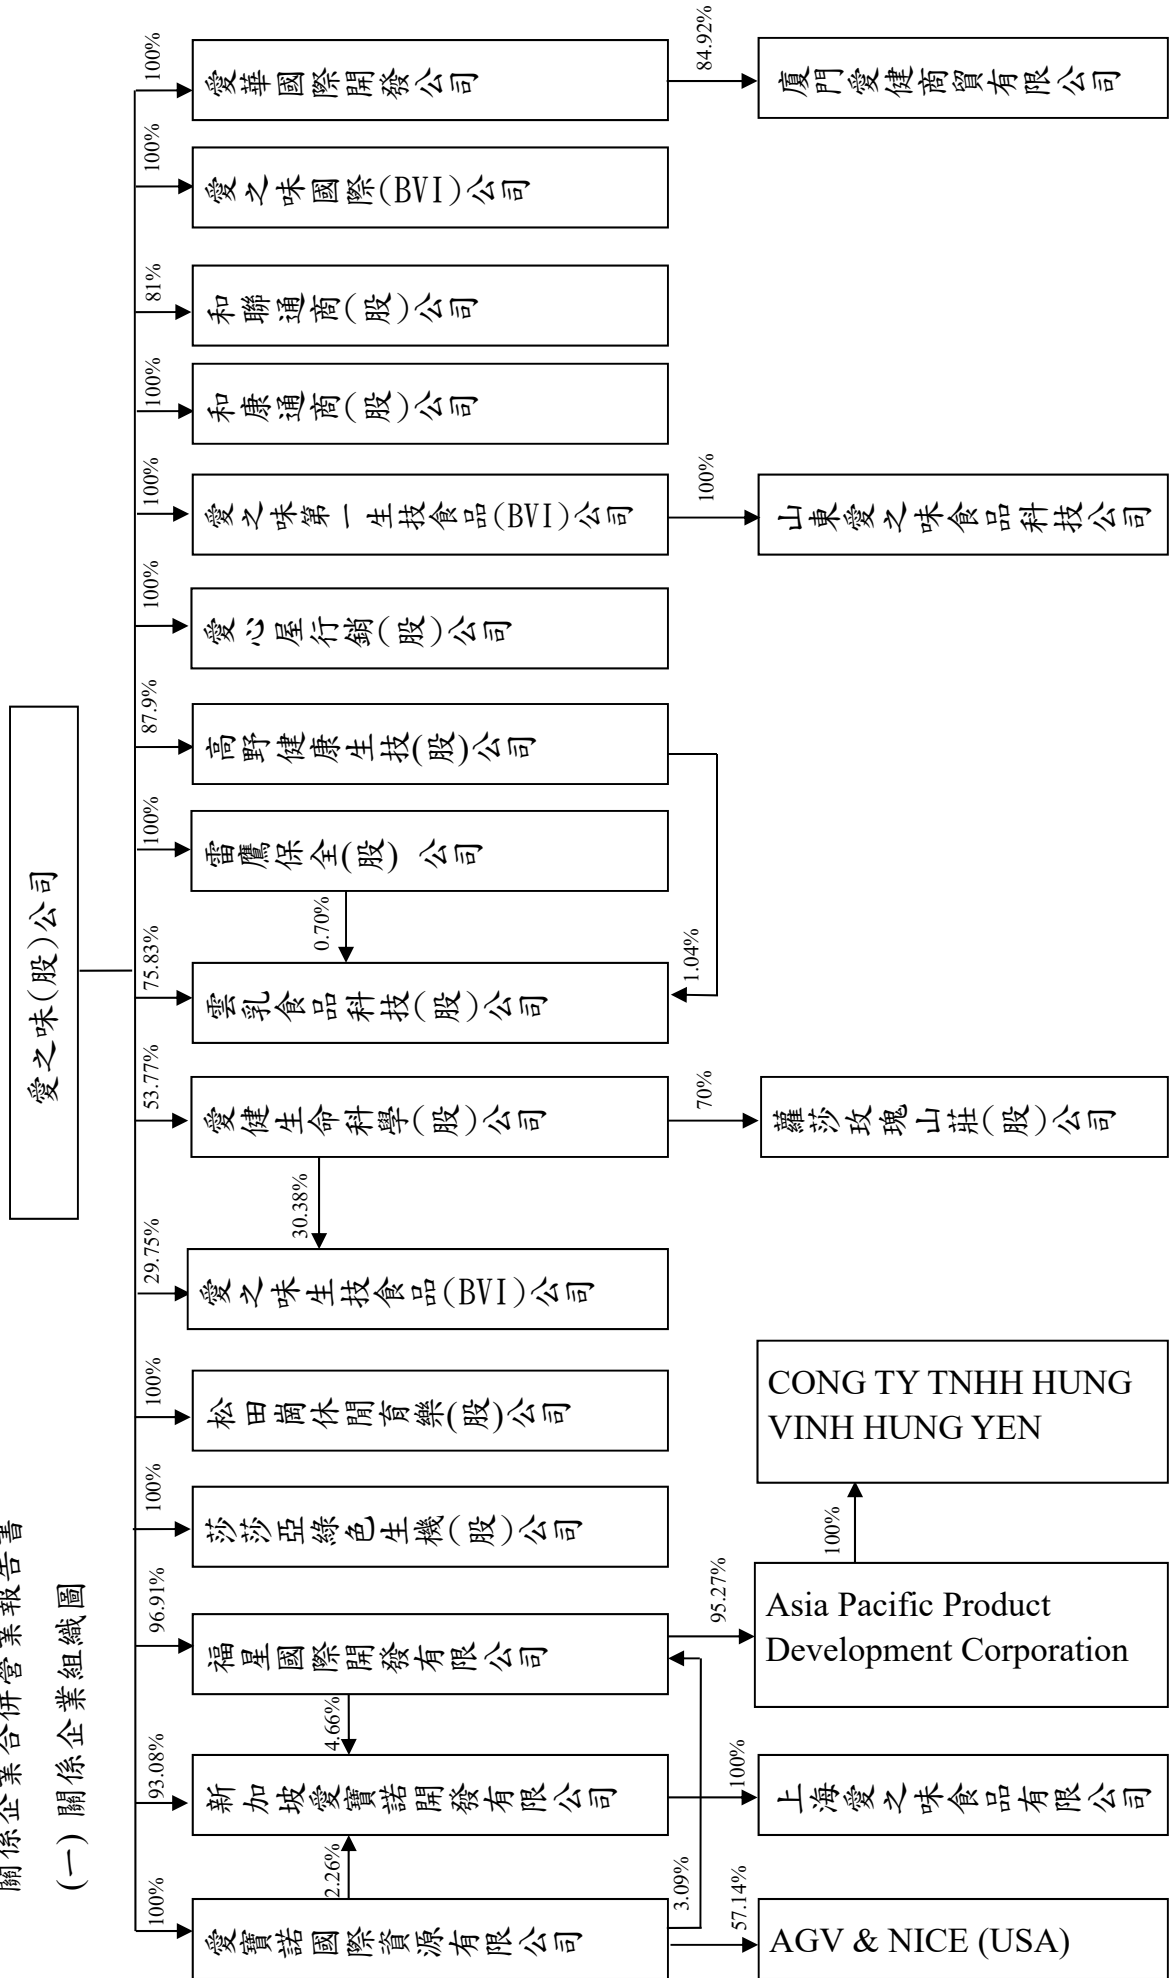 關係企業合併營業報告書
(一)關係企業組織圖
愛之味(股)公司
100%
93.08%
96.91%
100%
100%
29.75%
53.77%
75.83%
100%
87.9%
100%
100%
100%
81%
100%
100%
愛寶諾國際資源有限公司
新加坡愛寶諾開發有限公司
福星國際開發有限公司
莎莎亞綠色生機(股)公司
松田崗休閒育樂(股)公司
愛之味生技食品(BVI)公司
愛健生命科學(股)公司
雲乳食品科技(股)公司
雷鷹保全(股) 公司
高野健康生技(股)公司
愛心屋行銷(股)公司
愛之味第一生技食品(BVI)公司
和康通商(股)公司
和聯通商(股)公司
愛之味國際(BVI)公司
愛華國際開發公司
2.26%
4.66%
30.38%
0.70%
3.09%
1.04%
57.14%
100%
95.27%
100%
70%
100%
84.92%
AGV & NICE (USA)
上海愛之味食品有限公司
Asia Pacific Product
Development Corporation
CONG TY TNHH HUNG
VINH HUNG YEN
蘿莎玫瑰山莊(股)公司
山東愛之味食品科技公司
廈門愛健商貿有限公司